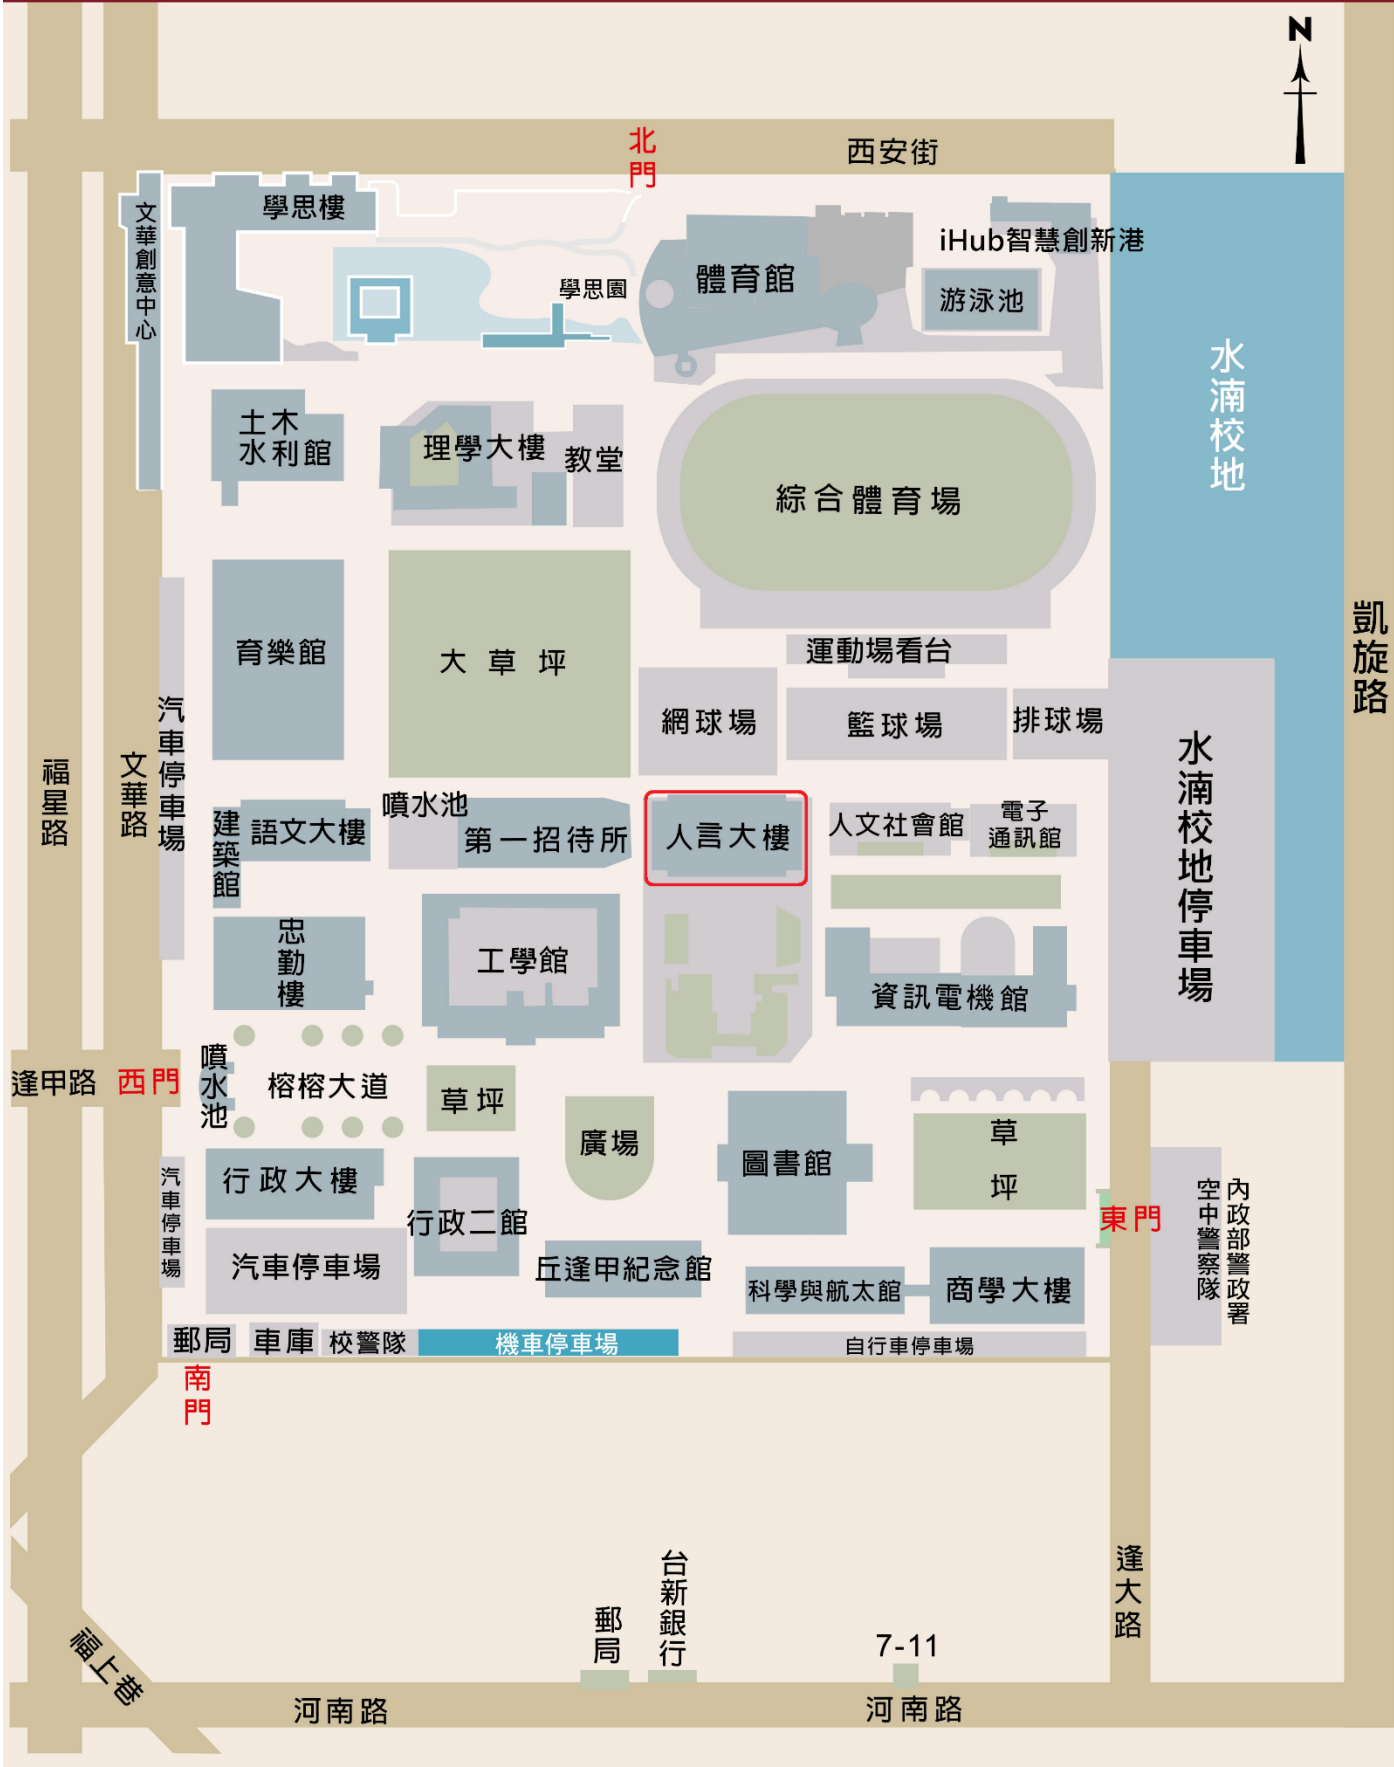 N
北門
西安街
文華創意中心
學思樓
學思園
體育館
iHub智慧創新港
游泳池
水湳校地
土木
水利館
理學大樓
教堂
綜合體育場
育樂館
大草坪
運動場看台
網球場
籃球場
排球場
凱旋路
福星路
文華路
汽車停車場
水湳校地停車場
建築館
語文大樓
噴水池
第一招待所
人言大樓
人文社會館
電子
通訊館
忠勤樓
工學館
資訊電機館
逢甲路
西門
噴水池
榕榕大道
草坪
廣場
圖書館
草坪
汽車停車場
行政大樓
行政二館
東門
內政部警政署
空中警察隊
汽車停車場
丘逢甲紀念館
科學與航太館
商學大樓
郵局
車庫
校警隊
機車停車場
自行車停車場
南門
福上巷
郵局
台新銀行
7-11
逢大路
河南路
河南路